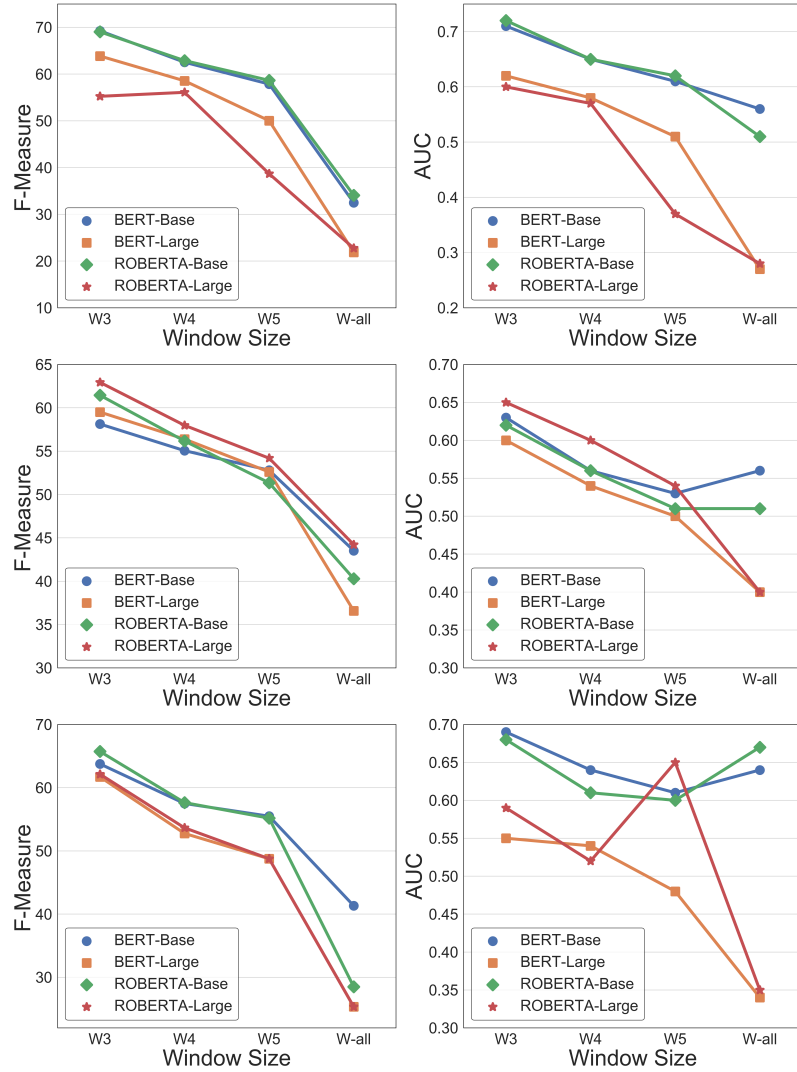 70
60
50
40
30
20
10
F-Measure
BERT-Base
BERT-Large
ROBERTA-Base
ROBERTA-Large
W3 W4 W5 W-all
Window Size
0.7
0.6
0.5
0.4
0.3
0.2
AUC
BERT-Base
BERT-Large
ROBERTA-Base
ROBERTA-Large
W3 W4 W5 W-all
Window Size
65
60
55
50
45
40
35
30
F-Measure
BERT-Base
BERT-Large
ROBERTA-Base
ROBERTA-Large
W3 W4 W5 W-all
Window Size
0.70
0.65
0.60
0.55
0.50
0.45
0.40
0.35
0.30
AUC
BERT-Base
BERT-Large
ROBERTA-Base
ROBERTA-Large
W3 W4 W5 W-all
Window Size
70
60
50
40
30
F-Measure
BERT-Base
BERT-Large
ROBERTA-Base
ROBERTA-Large
W3 W4 W5 W-all
Window Size
0.70
0.65
0.60
0.55
0.50
0.45
0.40
0.35
0.30
AUC
BERT-Base
BERT-Large
ROBERTA-Base
ROBERTA-Large
W3 W4 W5 W-all
Window Size